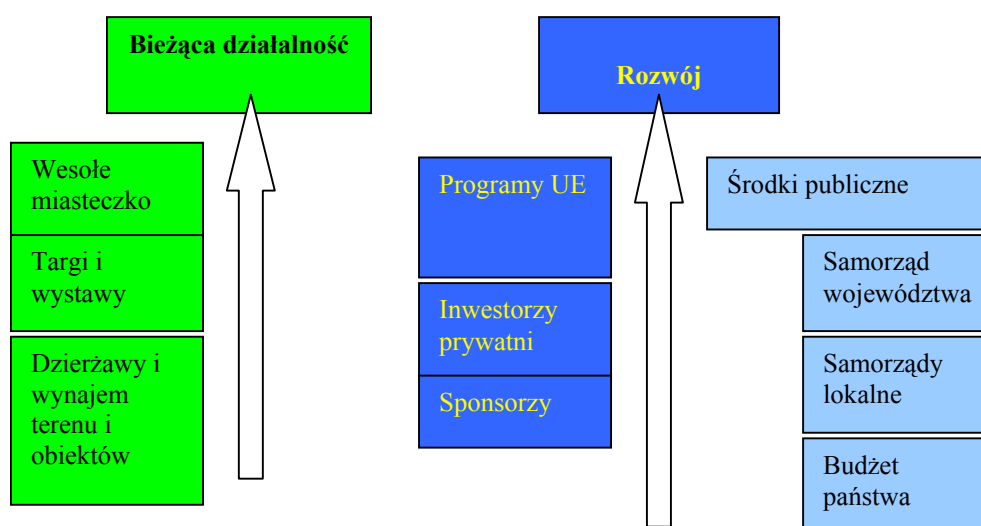 Bieżąca działalność
Wesołe
miasteczko
Targi i
wystawy
Dzierżawy i
wynajem
terenu i
obiektów
Rozwój
Programy UE
Inwestorzy
prywatni
Sponsorzy
Środki publiczne
Samorząd
województwa
Samorządy
lokalne
Budżet
państwa